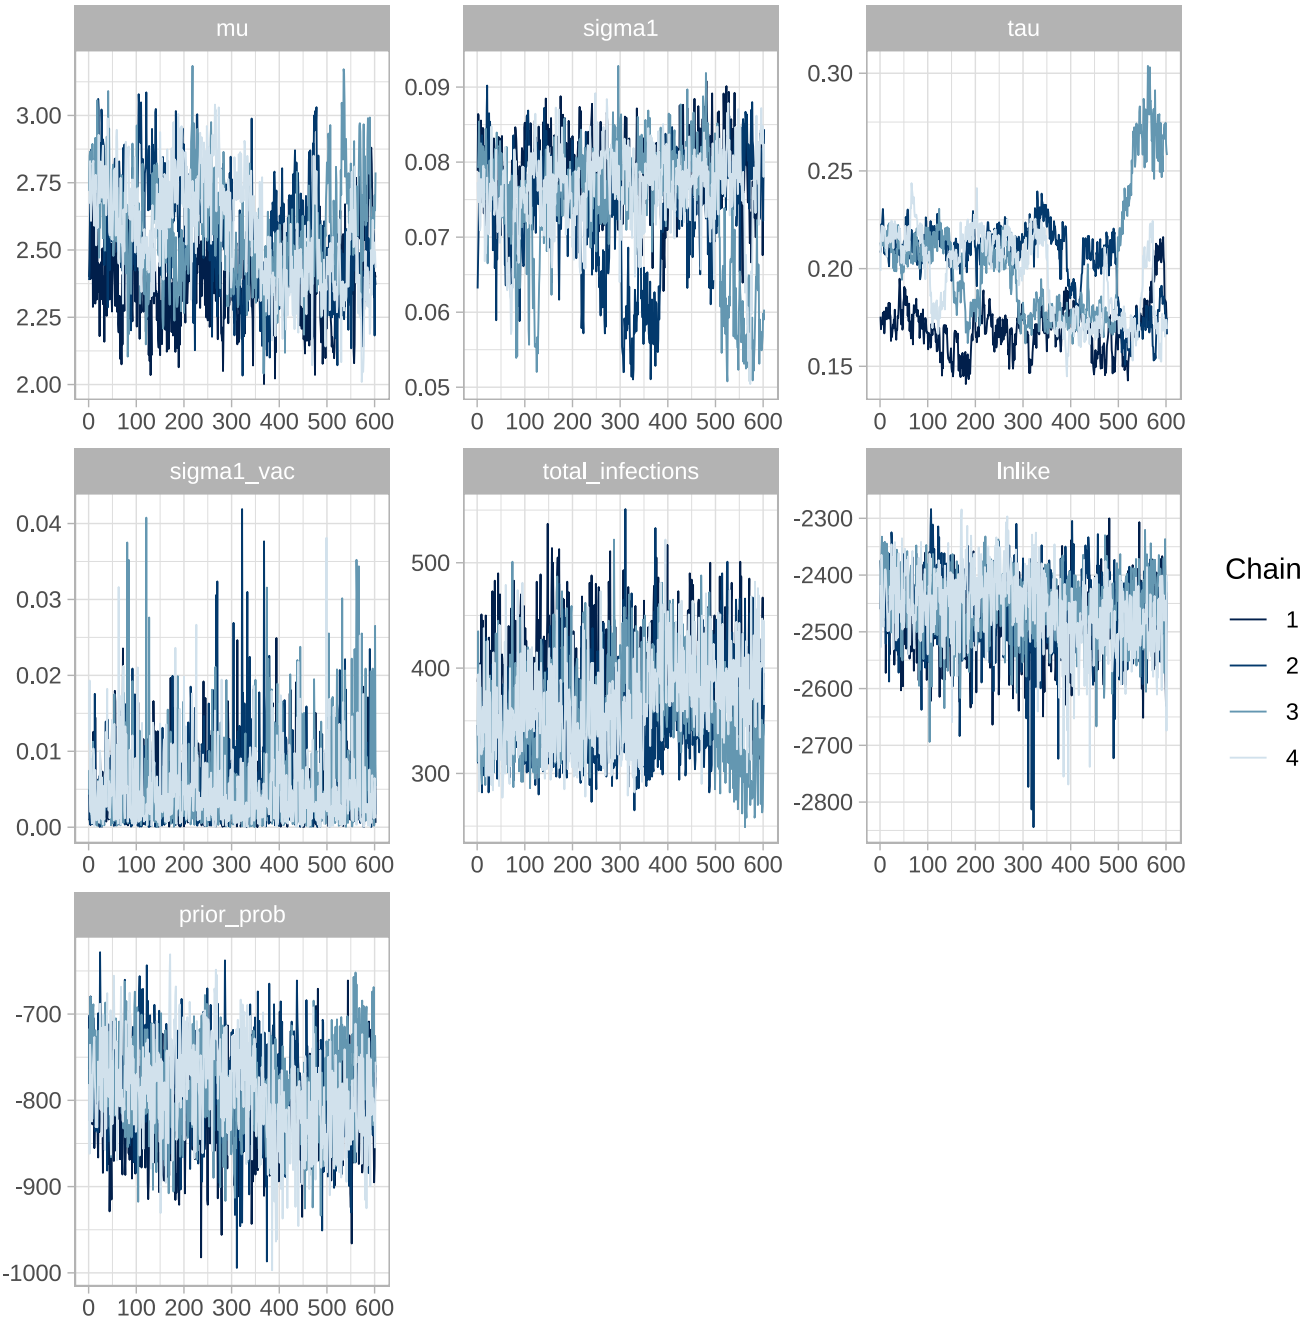 mu sigma1 tau
3.00 2.75 2.50 2.25 2.00
0.09 0.08 0.07 0.06 0.05
0.30 0.25 0.20 0.15
0 100 200 300 400 500 600 0 100 200 300 400 500 600 0 100 200 300 400 500 600
sigma1_vac total_infections lnlike
0.04 0.03 0.02 0.01 0.00
500 400 300
-2300 -2400 -2500 -2600 -2700 -2800
0 100 200 300 400 500 600 0 100 200 300 400 500 600 0 100 200 300 400 500 600
Chain
1
2
3
4
prior_prob
-700
-800
-900
-1000
0 100 200 300 400 500 600